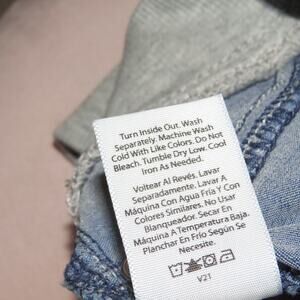 Turn Inside Out. Wash
Separately. Machine Wash
Cold With Like Colors. Do Not
Bleach. Tumble Dry Low. Cool
Iron As Needed.
Voltear Al Revés. Lavar
Separadamente. Lavar A
Máquina Con Agua Fría Y Con
Colores Similares. No Usar
Blanqueador. Secar En
Máquina A Temperatura Baja.
Planchar En Frío Según Se
Necesite.
V21